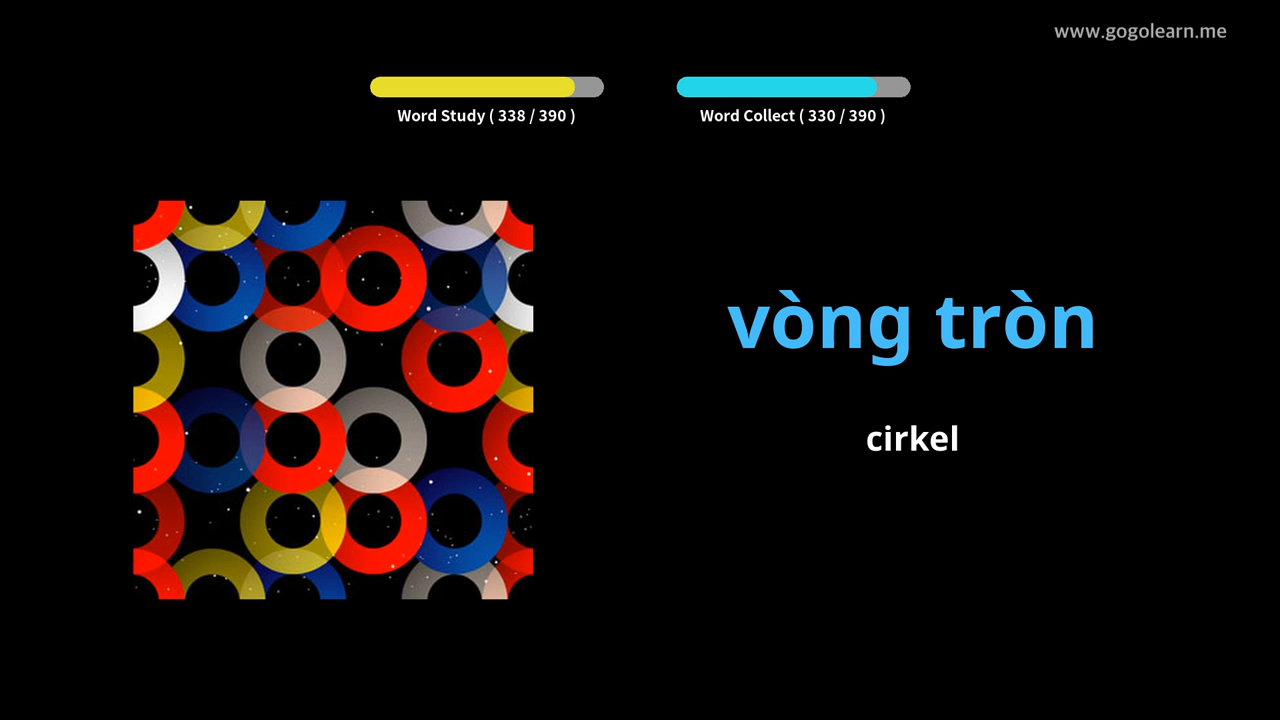 www.gogolearn.me
Word Study ( 338 / 390 )
Word Collect ( 330 / 390 )
vòng tròn
cirkel